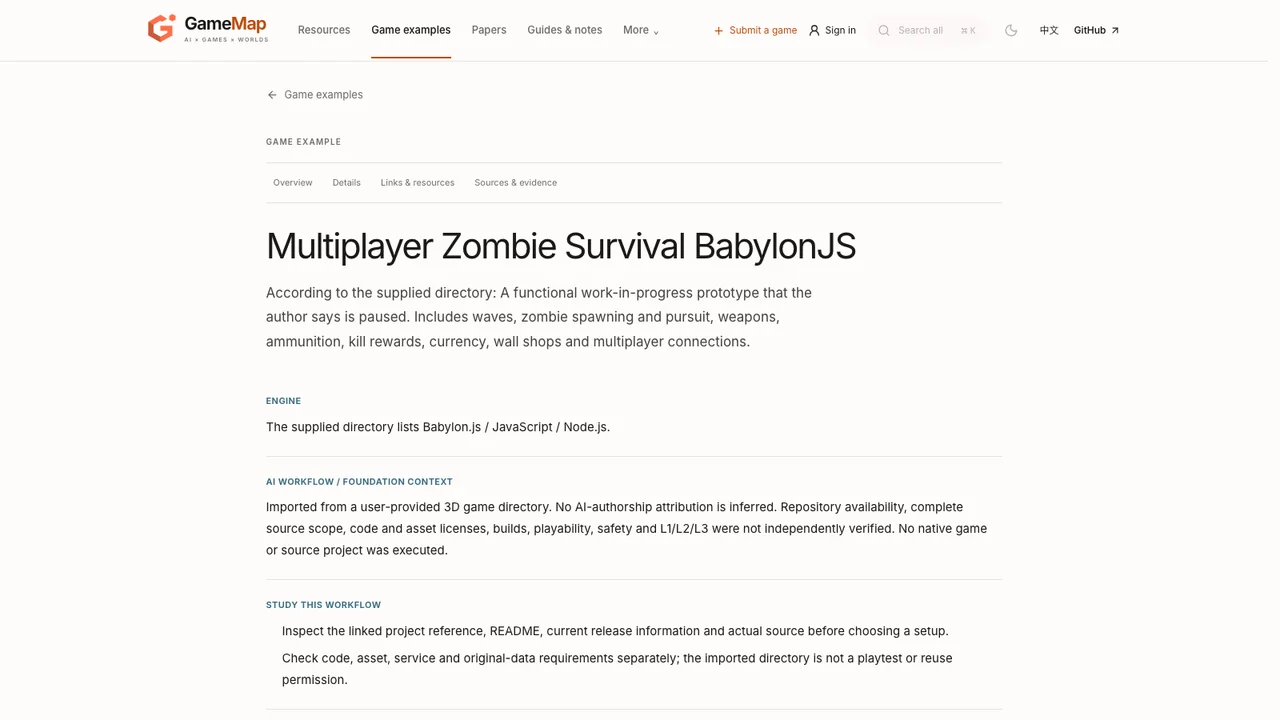 GameMap
AI × GAMES × WORLDS
Resources
Game examples
Papers
Guides & notes
More
+ Submit a game
Sign in
Search all
⌘ K
中文
GitHub ↗
← Game examples
GAME EXAMPLE
Overview
Details
Links & resources
Sources & evidence
Multiplayer Zombie Survival BabylonJS
According to the supplied directory: A functional work-in-progress prototype that the
author says is paused. Includes waves, zombie spawning and pursuit, weapons,
ammunition, kill rewards, currency, wall shops and multiplayer connections.
ENGINE
The supplied directory lists Babylon.js / JavaScript / Node.js.
AI WORKFLOW / FOUNDATION CONTEXT
Imported from a user-provided 3D game directory. No AI-authorship attribution is inferred. Repository availability, complete
source scope, code and asset licenses, builds, playability, safety and L1/L2/L3 were not independently verified. No native game
or source project was executed.
STUDY THIS WORKFLOW
Inspect the linked project reference, README, current release information and actual source before choosing a setup.
Check code, asset, service and original-data requirements separately; the imported directory is not a playtest or reuse
permission.